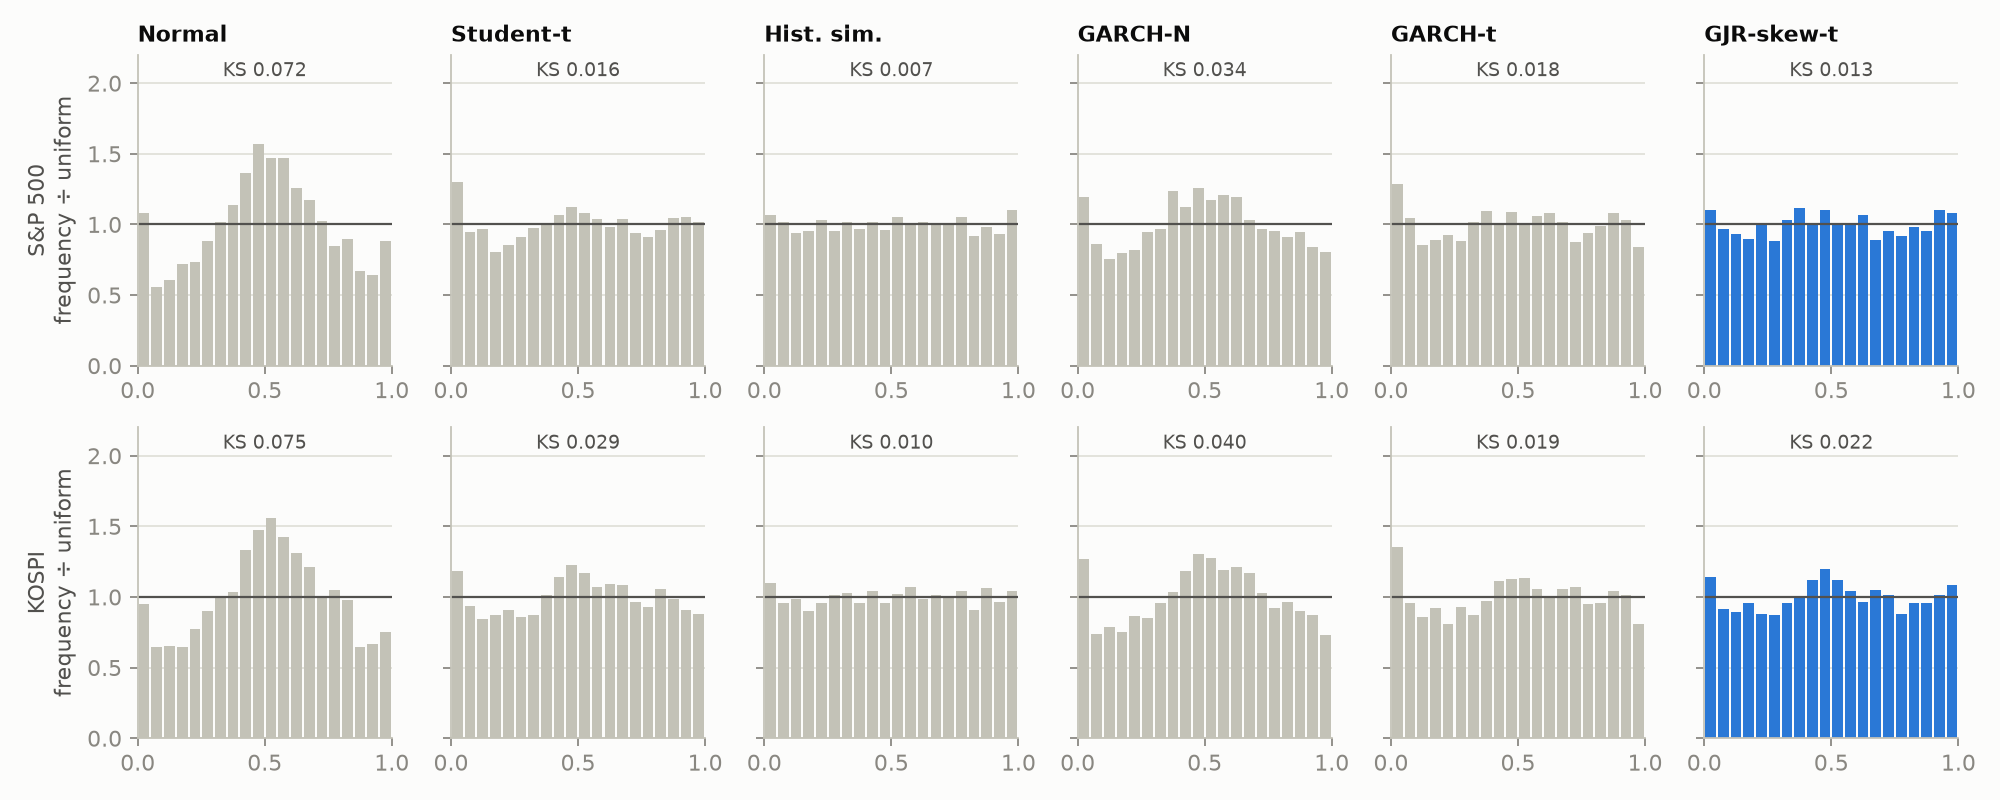 Normal
Student-t
Hist. sim.
GARCH-N
GARCH-t
GJR-skew-t
S&P 500
frequency ÷ uniform
2.0
1.5
1.0
0.5
0.0
KS 0.072
KS 0.016
KS 0.007
KS 0.034
KS 0.018
KS 0.013
0.0 0.5 1.0
0.0 0.5 1.0
0.0 0.5 1.0
0.0 0.5 1.0
0.0 0.5 1.0
0.0 0.5 1.0
KOSPI
frequency ÷ uniform
2.0
1.5
1.0
0.5
0.0
KS 0.075
KS 0.029
KS 0.010
KS 0.040
KS 0.019
KS 0.022
0.0 0.5 1.0
0.0 0.5 1.0
0.0 0.5 1.0
0.0 0.5 1.0
0.0 0.5 1.0
0.0 0.5 1.0